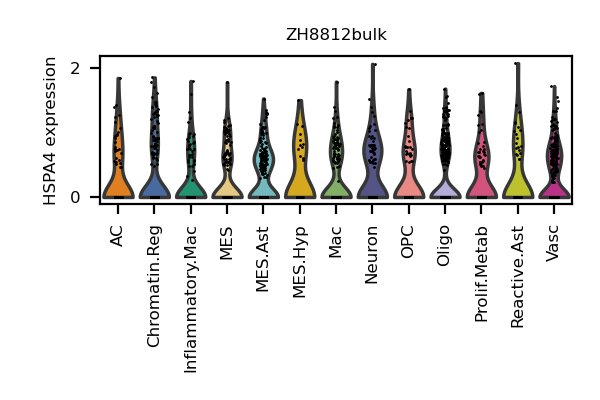 ZH8812bulk
HSPA4 expression
2
0
AC
Chromatin.Reg
Inflammatory.Mac
MES
MES.Ast
MES.Hyp
Mac
Neuron
OPC
Oligo
Prolif.Metab
Reactive.Ast
Vasc